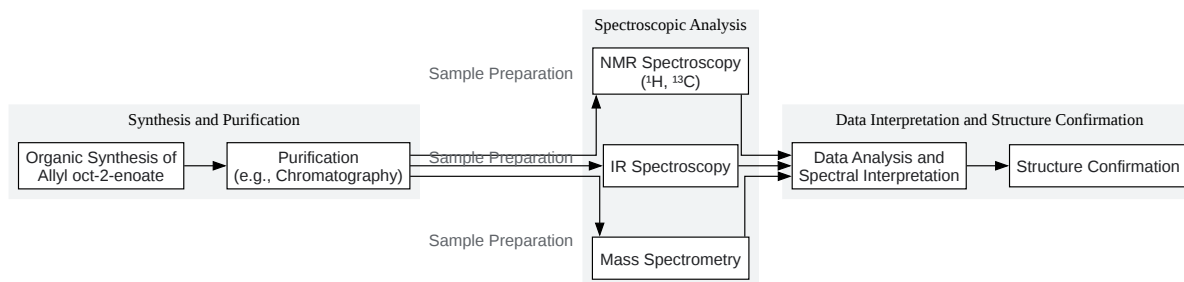 Spectroscopic Analysis
NMR Spectroscopy
(¹H, ¹³C)
Sample Preparation
Synthesis and Purification
Data Interpretation and Structure Confirmation
Organic Synthesis of
Allyl oct-2-enoate
Purification
(e.g., Chromatography)
Sample Preparation
IR Spectroscopy
Data Analysis and
Spectral Interpretation
Structure Confirmation
Sample Preparation
Mass Spectrometry